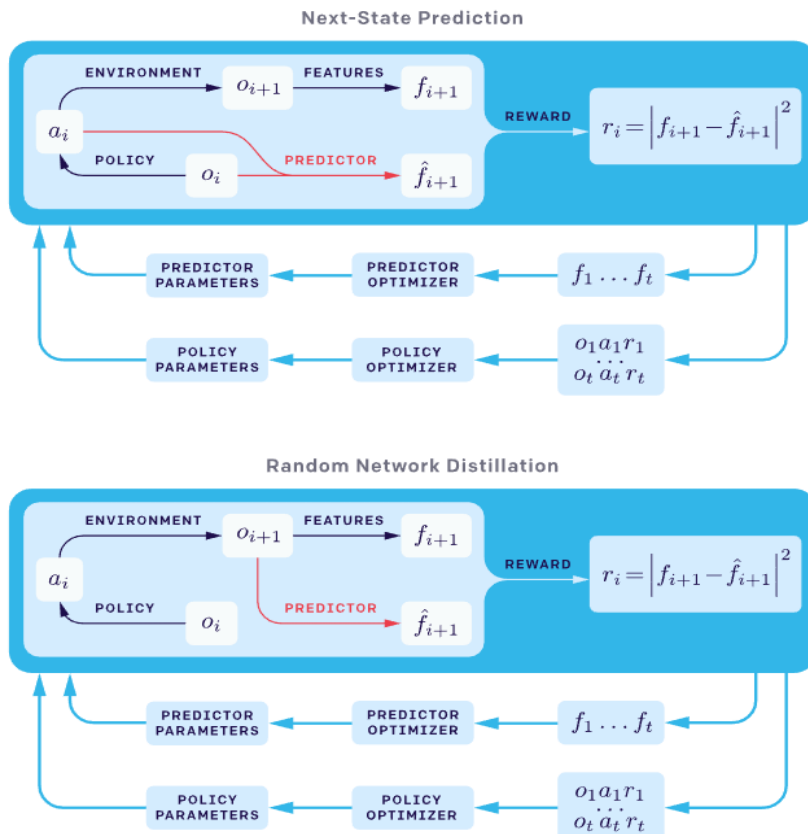 Next-State Prediction
ENVIRONMENT
o_{i+1}
FEATURES
f_{i+1}
a_i
REWARD
r_i = |f_{i+1} − f̂_{i+1}|²
POLICY
o_i
PREDICTOR
f̂_{i+1}
PREDICTOR
PARAMETERS
PREDICTOR
OPTIMIZER
f_1 ... f_t
POLICY
PARAMETERS
POLICY
OPTIMIZER
o_1 a_1 r_1
...
o_t a_t r_t
Random Network Distillation
ENVIRONMENT
o_{i+1}
FEATURES
f_{i+1}
a_i
REWARD
r_i = |f_{i+1} − f̂_{i+1}|²
POLICY
o_i
PREDICTOR
f̂_{i+1}
PREDICTOR
PARAMETERS
PREDICTOR
OPTIMIZER
f_1 ... f_t
POLICY
PARAMETERS
POLICY
OPTIMIZER
o_1 a_1 r_1
...
o_t a_t r_t